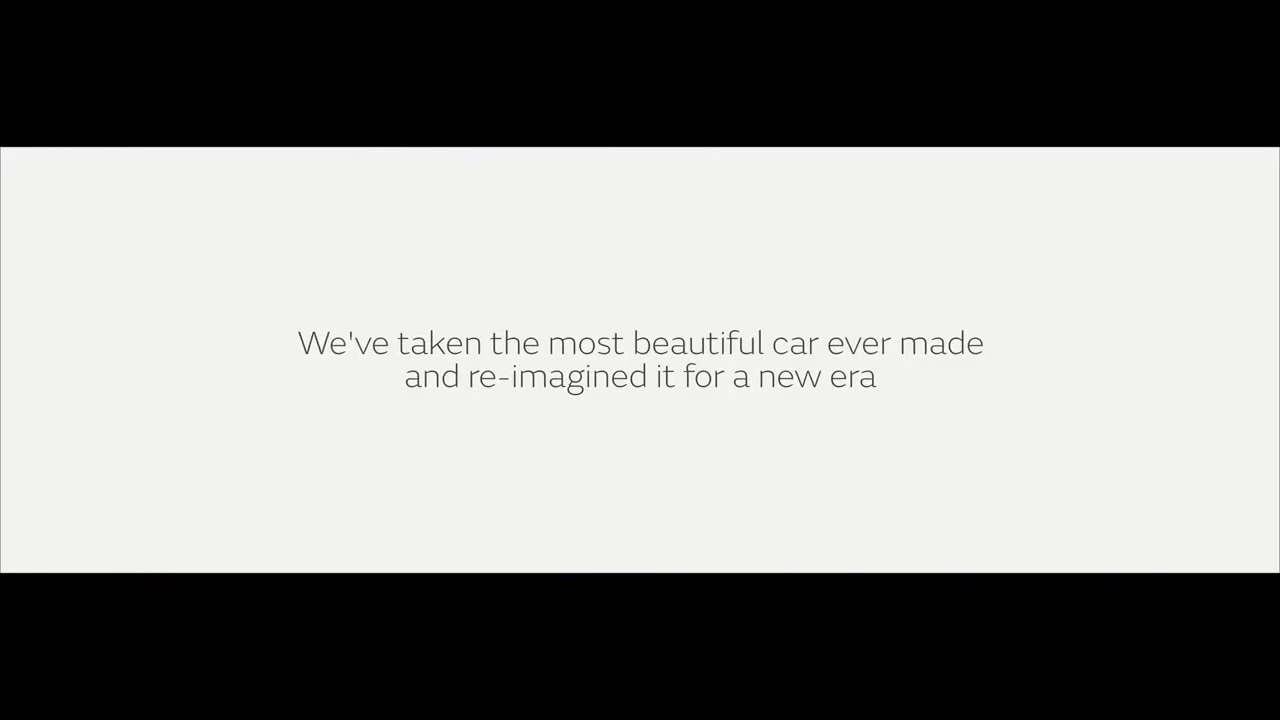 We've taken the most beautiful car ever made
and re-imagined it for a new era